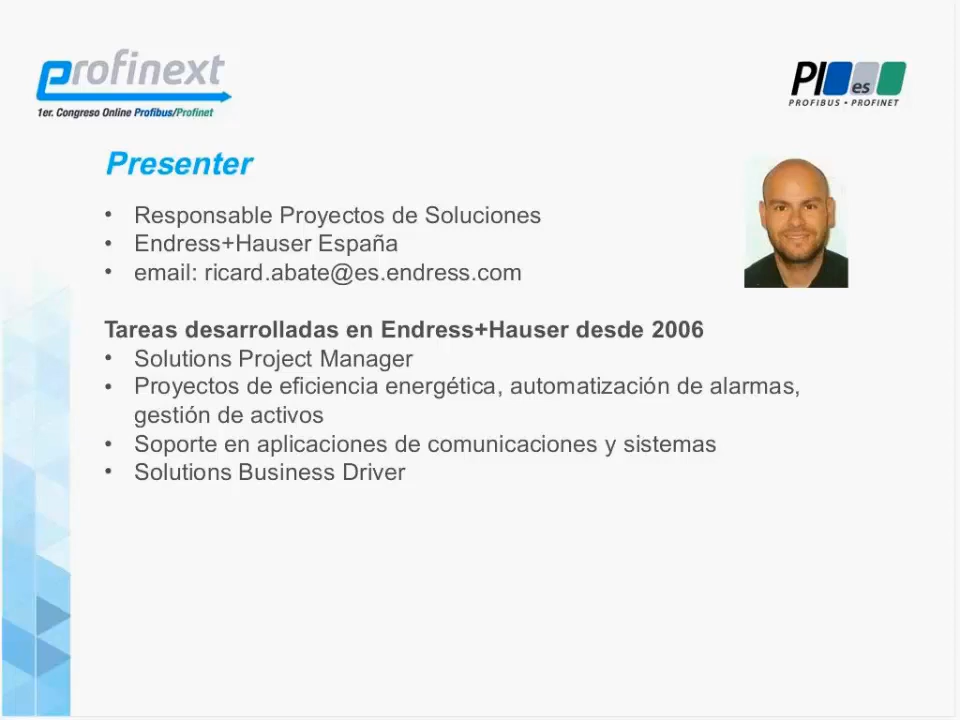 profinext
1er. Congreso Online Profibus/Profinet
PI es
PROFIBUS • PROFINET
Presenter
• Responsable Proyectos de Soluciones
• Endress+Hauser España
• email: ricard.abate@es.endress.com
Tareas desarrolladas en Endress+Hauser desde 2006
• Solutions Project Manager
• Proyectos de eficiencia energética, automatización de alarmas,
gestión de activos
• Soporte en aplicaciones de comunicaciones y sistemas
• Solutions Business Driver